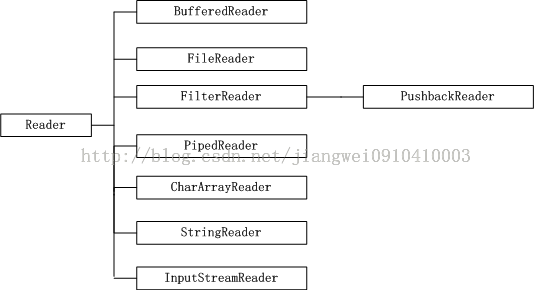 BufferedReader
FileReader
FilterReader
PushbackReader
Reader
PipedReader
http://blog.csdn.net/jiangwei0910410003
CharArrayReader
StringReader
InputStreamReader